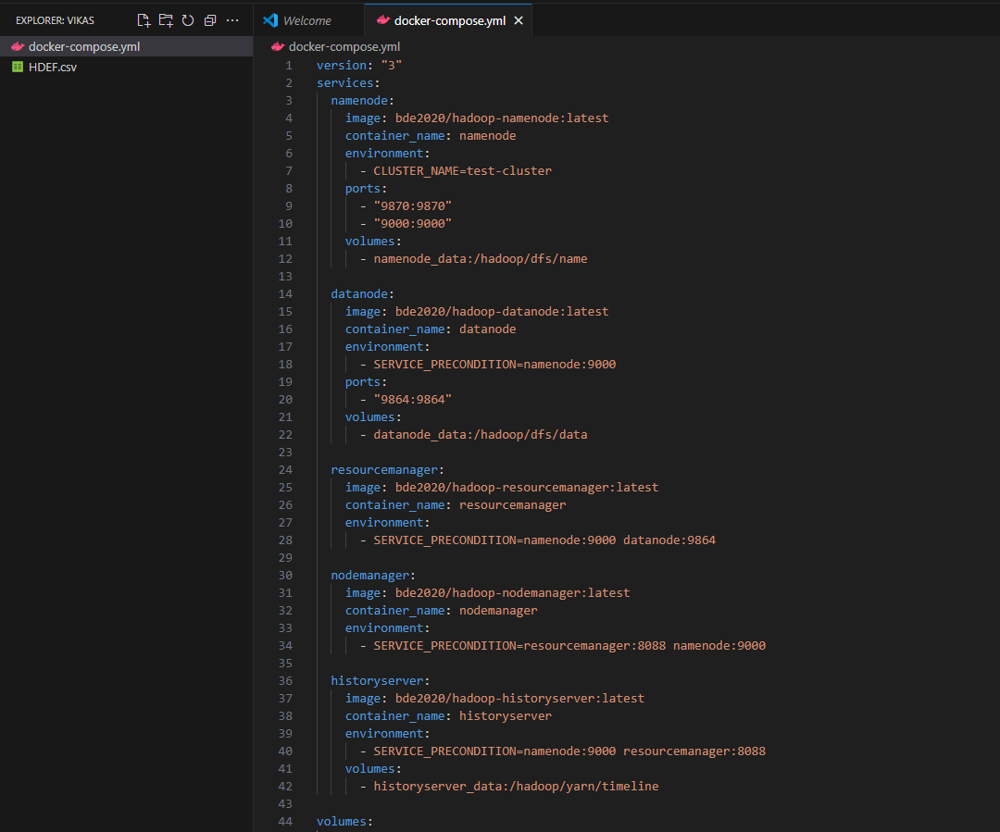 EXPLORER: VIKAS
docker-compose.yml
HDEF.csv
Welcome
docker-compose.yml
docker-compose.yml
1 version: "3"
2 services:
3   namenode:
4     image: bde2020/hadoop-namenode:latest
5     container_name: namenode
6     environment:
7       - CLUSTER_NAME=test-cluster
8     ports:
9       - "9870:9870"
10       - "9000:9000"
11     volumes:
12       - namenode_data:/hadoop/dfs/name
13
14   datanode:
15     image: bde2020/hadoop-datanode:latest
16     container_name: datanode
17     environment:
18       - SERVICE_PRECONDITION=namenode:9000
19     ports:
20       - "9864:9864"
21     volumes:
22       - datanode_data:/hadoop/dfs/data
23
24   resourcemanager:
25     image: bde2020/hadoop-resourcemanager:latest
26     container_name: resourcemanager
27     environment:
28       - SERVICE_PRECONDITION=namenode:9000 datanode:9864
29
30   nodemanager:
31     image: bde2020/hadoop-nodemanager:latest
32     container_name: nodemanager
33     environment:
34       - SERVICE_PRECONDITION=resourcemanager:8088 namenode:9000
35
36   historyserver:
37     image: bde2020/hadoop-historyserver:latest
38     container_name: historyserver
39     environment:
40       - SERVICE_PRECONDITION=namenode:9000 resourcemanager:8088
41     volumes:
42       - historyserver_data:/hadoop/yarn/timeline
43
44 volumes: